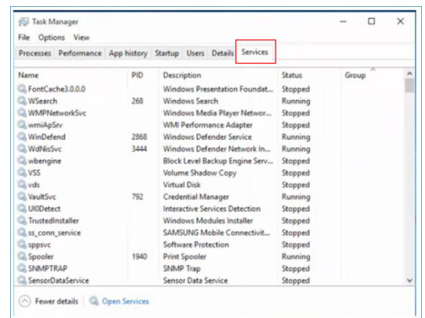 Task Manager
File Options View
Processes Performance App history Startup Users Details Services
Name PID Description Status Group
FontCache3.0.0.0 Windows Presentation Foundat... Stopped
WSearch 268 Windows Search Running
WMPNetworkSvc Windows Media Player Networ... Stopped
wmiApSrv WMI Performance Adapter Stopped
WinDefend 2868 Windows Defender Service Running
WdNisSvc 3444 Windows Defender Network In... Running
wbengine Block Level Backup Engine Serv... Stopped
VSS Volume Shadow Copy Stopped
vds Virtual Disk Stopped
VaultSvc 792 Credential Manager Running
UI0Detect Interactive Services Detection Stopped
TrustedInstaller Windows Modules Installer Stopped
ss_conn_service SAMSUNG Mobile Connectivit... Stopped
sppsvc Software Protection Stopped
Spooler 1940 Print Spooler Running
SNMPTRAP SNMP Trap Stopped
SensorDataService Sensor Data Service Stopped
Fewer details Open Services